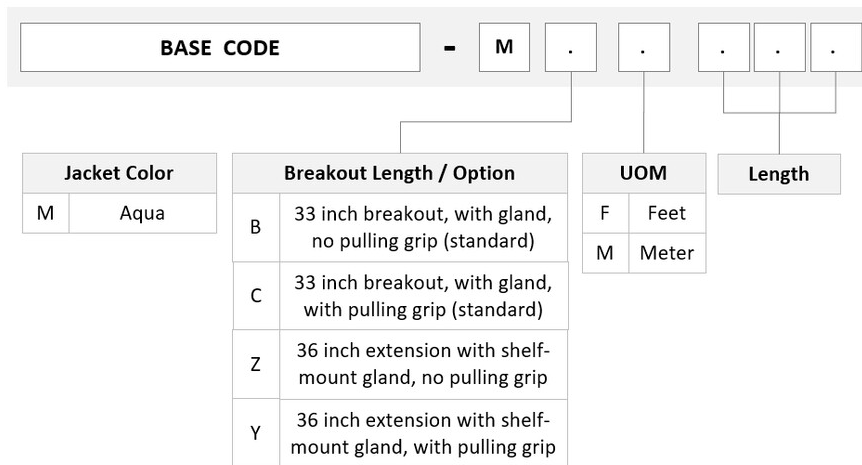 BASE CODE - M . . . . .
Jacket Color
M Aqua
Breakout Length / Option
B 33 inch breakout, with gland,
no pulling grip (standard)
C 33 inch breakout, with gland,
with pulling grip (standard)
Z 36 inch extension with shelf-
mount gland, no pulling grip
Y 36 inch extension with shelf-
mount gland, with pulling grip
UOM
F Feet
M Meter
Length